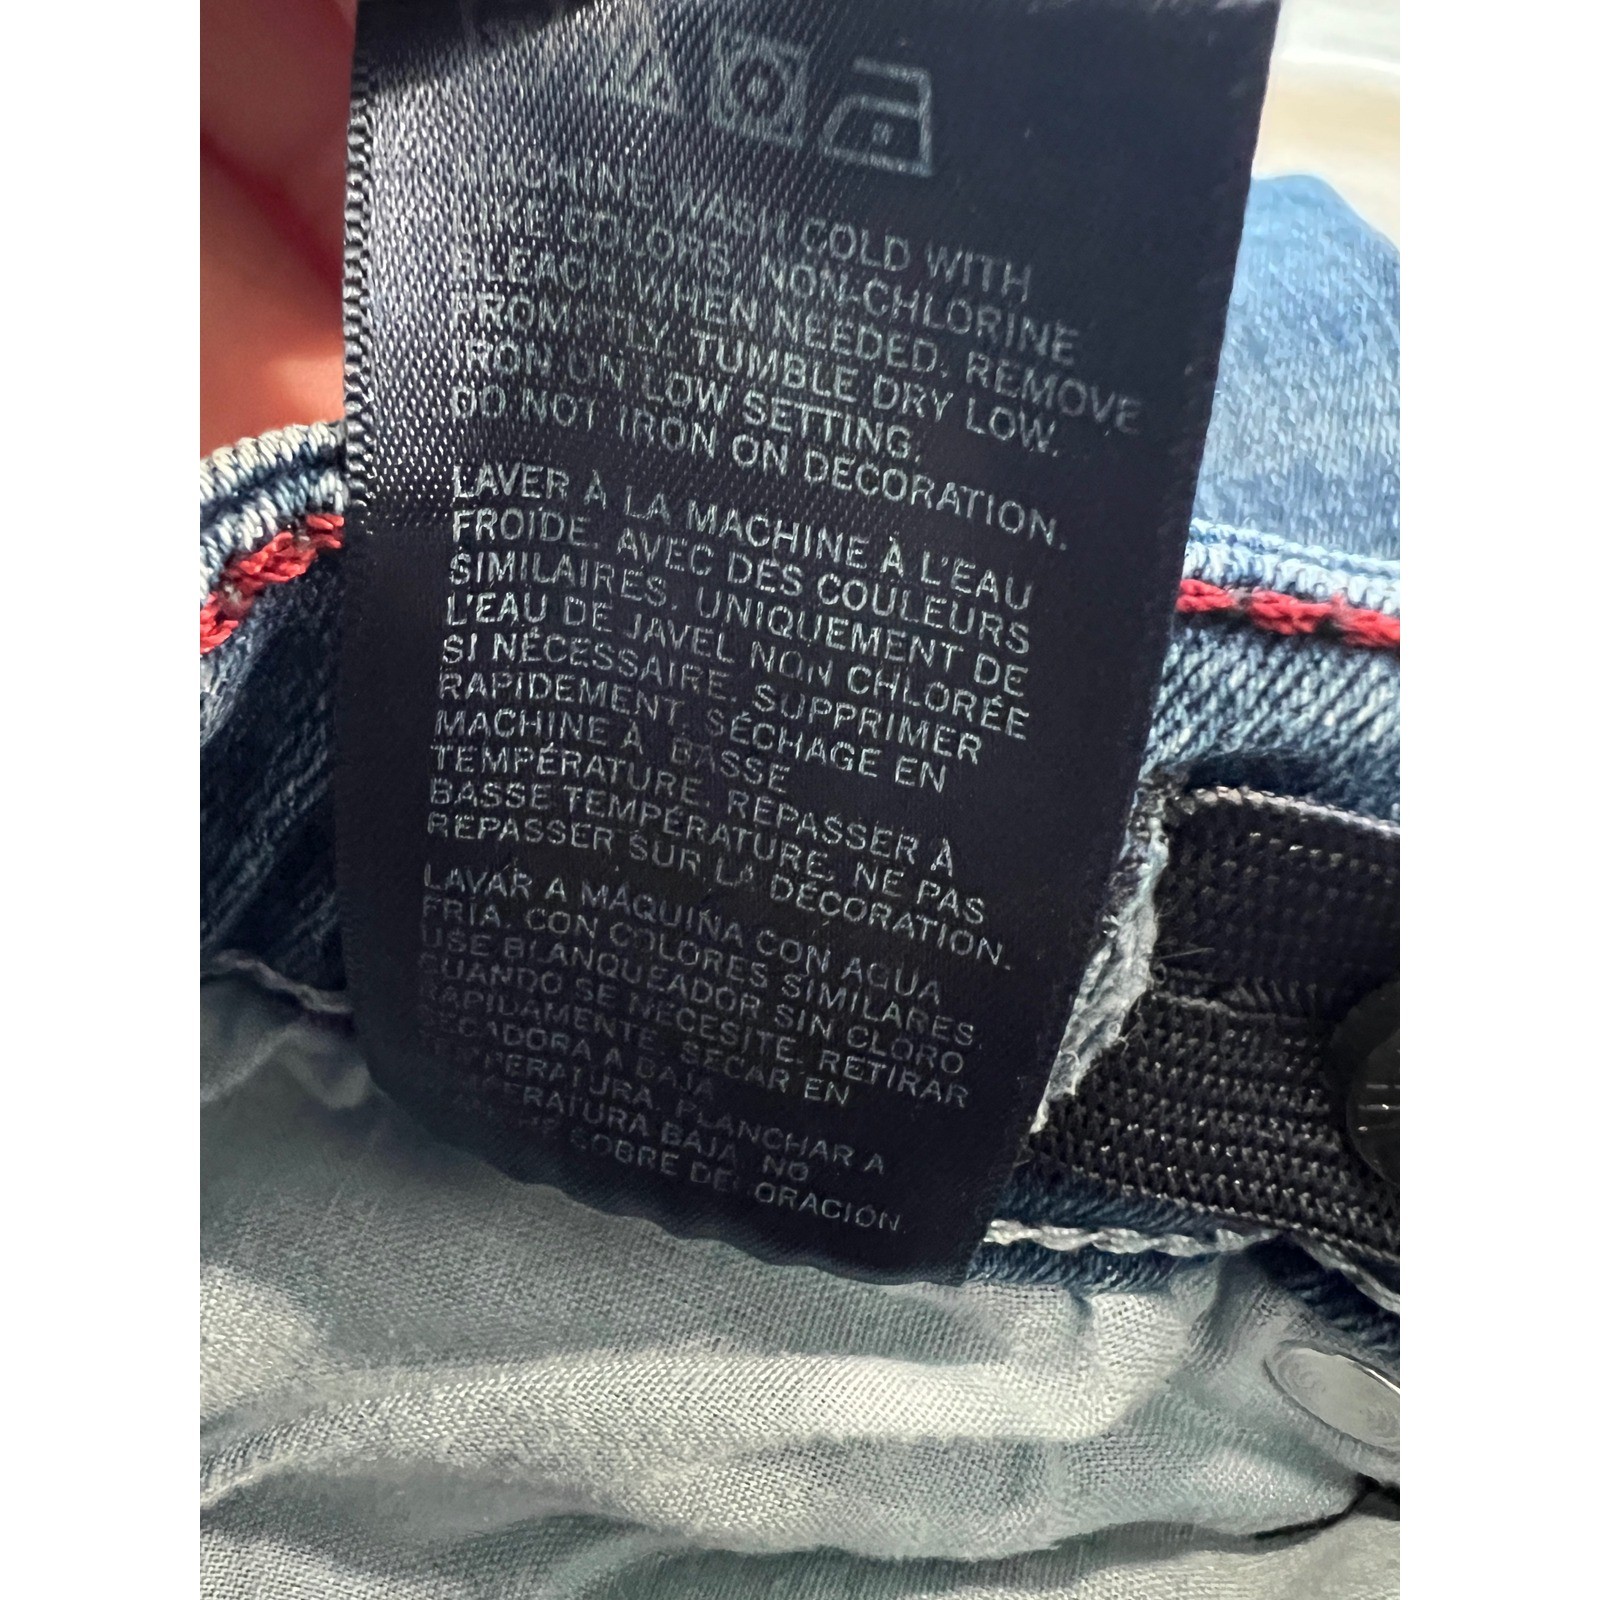 MACHINE WASH COLD WITH
LIKE COLORS. NON-CHLORINE
BLEACH WHEN NEEDED. REMOVE
PROMPTLY. TUMBLE DRY LOW.
IRON ON LOW SETTING.
DO NOT IRON ON DECORATION.
LAVER À LA MACHINE À L'EAU
FROIDE. AVEC DES COULEURS
SIMILAIRES. UNIQUEMENT DE
L'EAU DE JAVEL NON CHLORÉE
SI NÉCESSAIRE. SUPPRIMER
RAPIDEMENT. SÉCHAGE EN
MACHINE À BASSE
TEMPÉRATURE. RÉPASSER À
BASSE TEMPÉRATURE. NE PAS
RÉPASSER SUR LA DÉCORATION.
LAVAR A MÁQUINA CON AGUA
FRÍA. CON COLORES SIMILARES
USE BLANQUEADOR SIN CLORO
CUANDO SE NECESITE. RETIRAR
RAPIDAMENTE. SECAR EN
SECADORA A BAJA
TEMPERATURA. PLANCHAR A
TEMPERATURA BAJA. NO
SOBRE DECORACIÓN